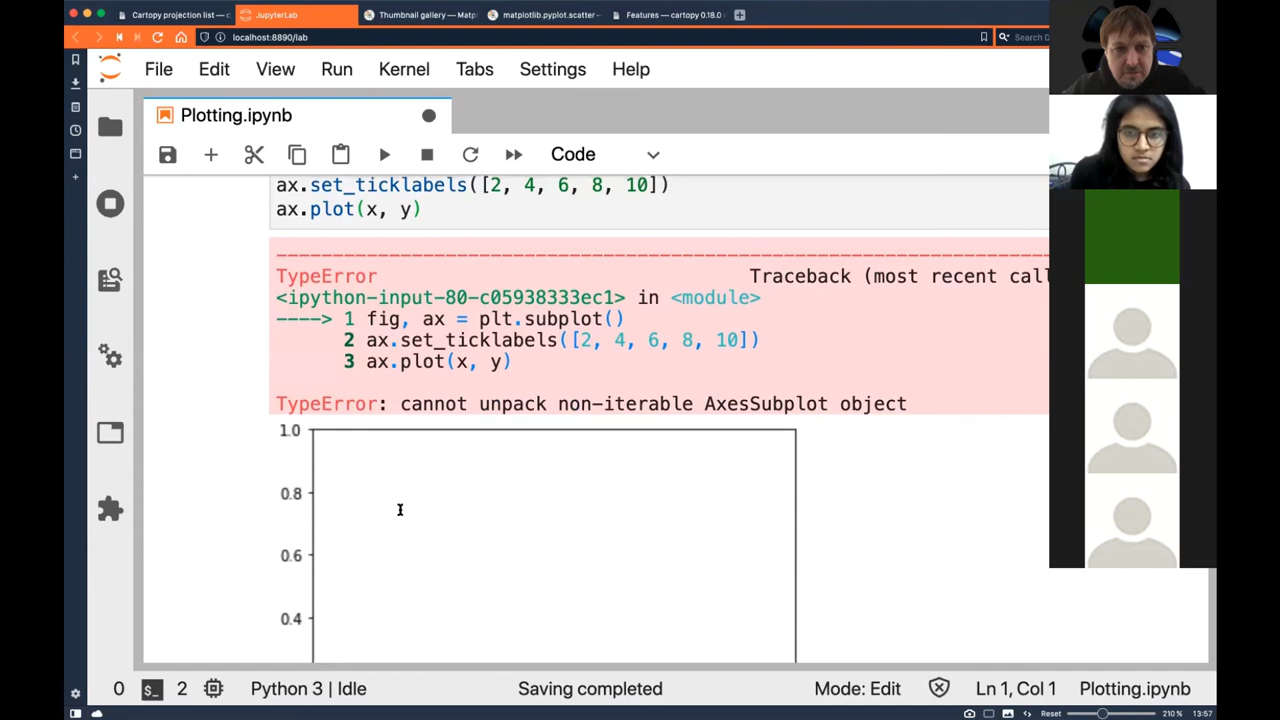 Cartopy projection list — c
JupyterLab
Thumbnail gallery — Matp
matplotlib.pyplot.scatter —
Features — cartopy 0.18.0
localhost:8890/lab
Search D
File Edit View Run Kernel Tabs Settings Help
Plotting.ipynb
Code
ax.set_ticklabels([2, 4, 6, 8, 10])
ax.plot(x, y)
---------------------------------------------------------------------------
TypeError Traceback (most recent call
<ipython-input-80-c05938333ec1> in <module>
----> 1 fig, ax = plt.subplot()
2 ax.set_ticklabels([2, 4, 6, 8, 10])
3 ax.plot(x, y)
TypeError: cannot unpack non-iterable AxesSubplot object
1.0
0.8
0.6
0.4
0 $_ 2 Python 3 | Idle Saving completed Mode: Edit Ln 1, Col 1 Plotting.ipynb
Reset 210 % 13:57